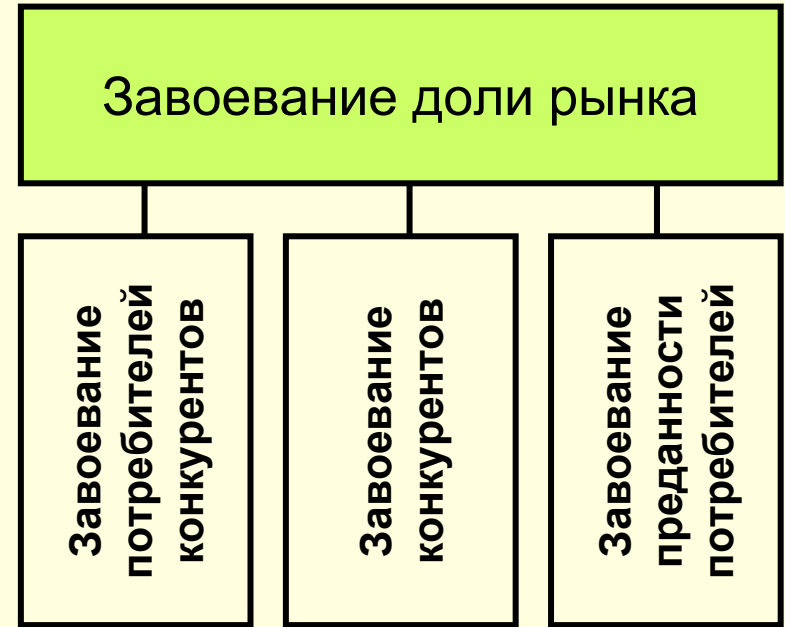 Завоевание доли рынка
Завоевание
потребителей
конкурентов
Завоевание
конкурентов
Завоевание
преданности
потребителей